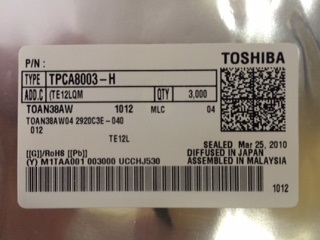 P/N :
TOSHIBA
TYPE TPCA8003-H
ADD.C (TE12LQM Q'TY 3,000
TOAN38AW 1012 MLC 04
TOAN38AW04 2920C3E-040
012
TE12L
SEALED Mar 25, 2010
DIFFUSED IN JAPAN
[[G]]/RoHS [[Pb]] ASSEMBLED IN MALAYSIA
(Y) M1TAA001 003000 UCCHJ530
1012